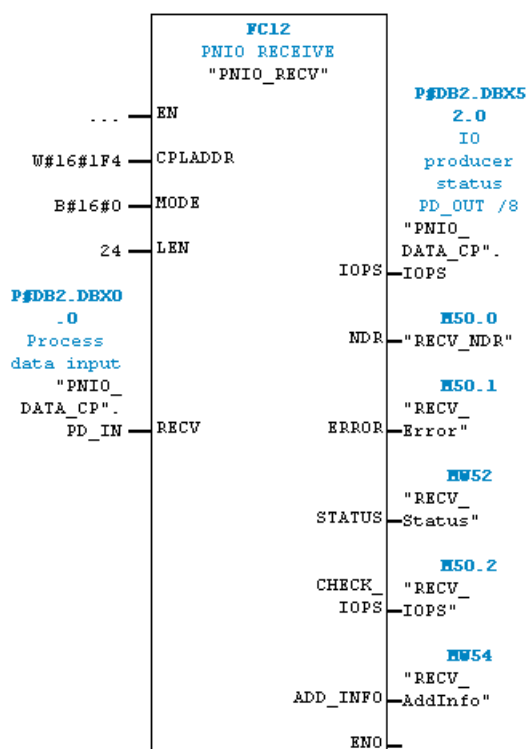 FC12
PNIO RECEIVE
"PNIO_RECV"
... EN
W#16#1F4 CPLADDR
B#16#0 MODE
24 LEN
P#DB2.DBX0
.0
Process
data input
"PNIO_
DATA_CP".
PD_IN RECV
P#DB2.DBX5
2.0
IO
producer
status
PD_OUT /8
"PNIO_
DATA_CP".
IOPS IOPS
M50.0
NDR "RECV_NDR"
M50.1
"RECV_
ERROR Error"
MW52
"RECV_
STATUS Status"
M50.2
CHECK_ "RECV_
IOPS IOPS"
MW54
"RECV_
ADD_INFO AddInfo"
ENO